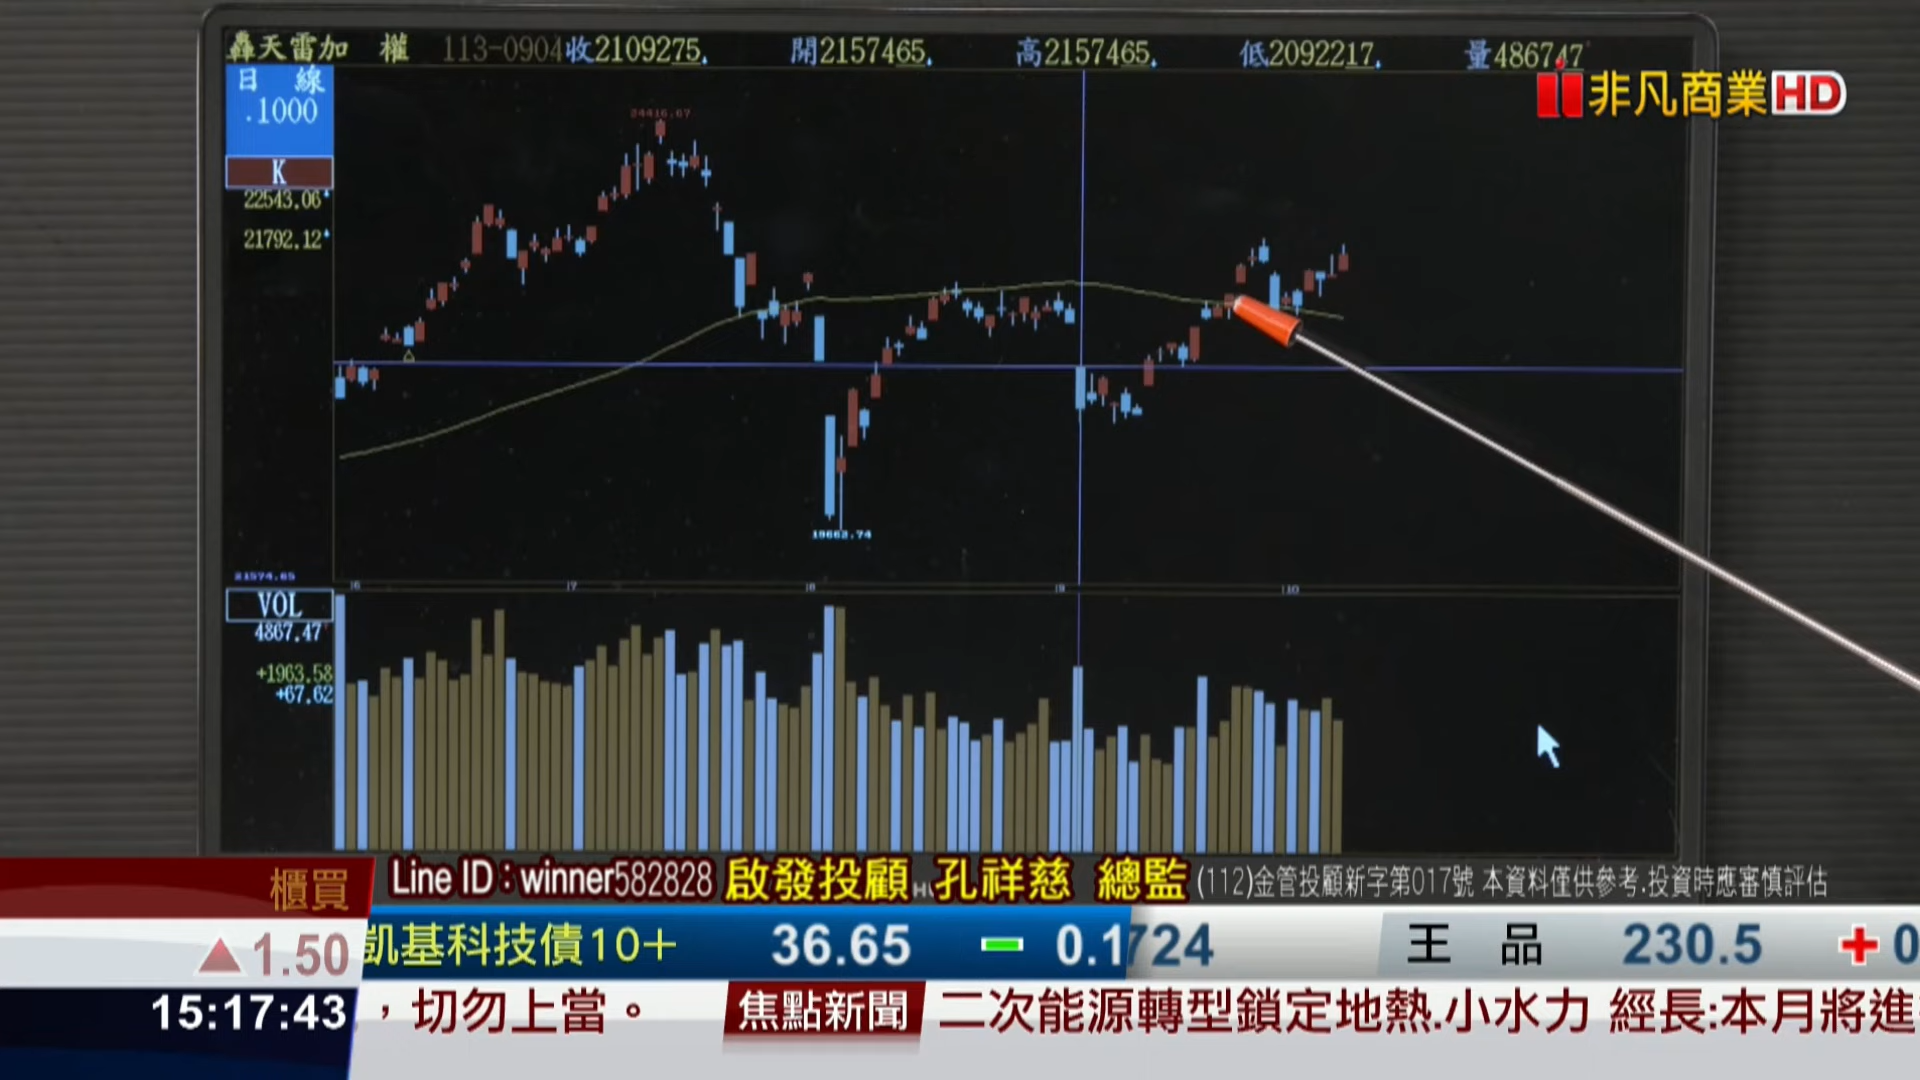 轟天雷加 權 113-0904收2109275. 開2157465. 高2157465. 低2092217. 量486747
非凡商業HD
日 線
.1000
K
22543.06
21792.12
24416.67
19662.74
21574.65
6 7 8 9 10
VOL
4867.47
+1963.58
+67.62
櫃買 Line ID:winner582828 啟發投顧 孔祥慈 總監 (112)金管投顧新字第017號 本資料僅供參考.投資時應審慎評估
▲1.50 凱基科技債10+ 36.65 0.1724 王 品 230.5 +0
15:17:43 ，切勿上當。 焦點新聞 二次能源轉型鎖定地熱.小水力 經長:本月將進